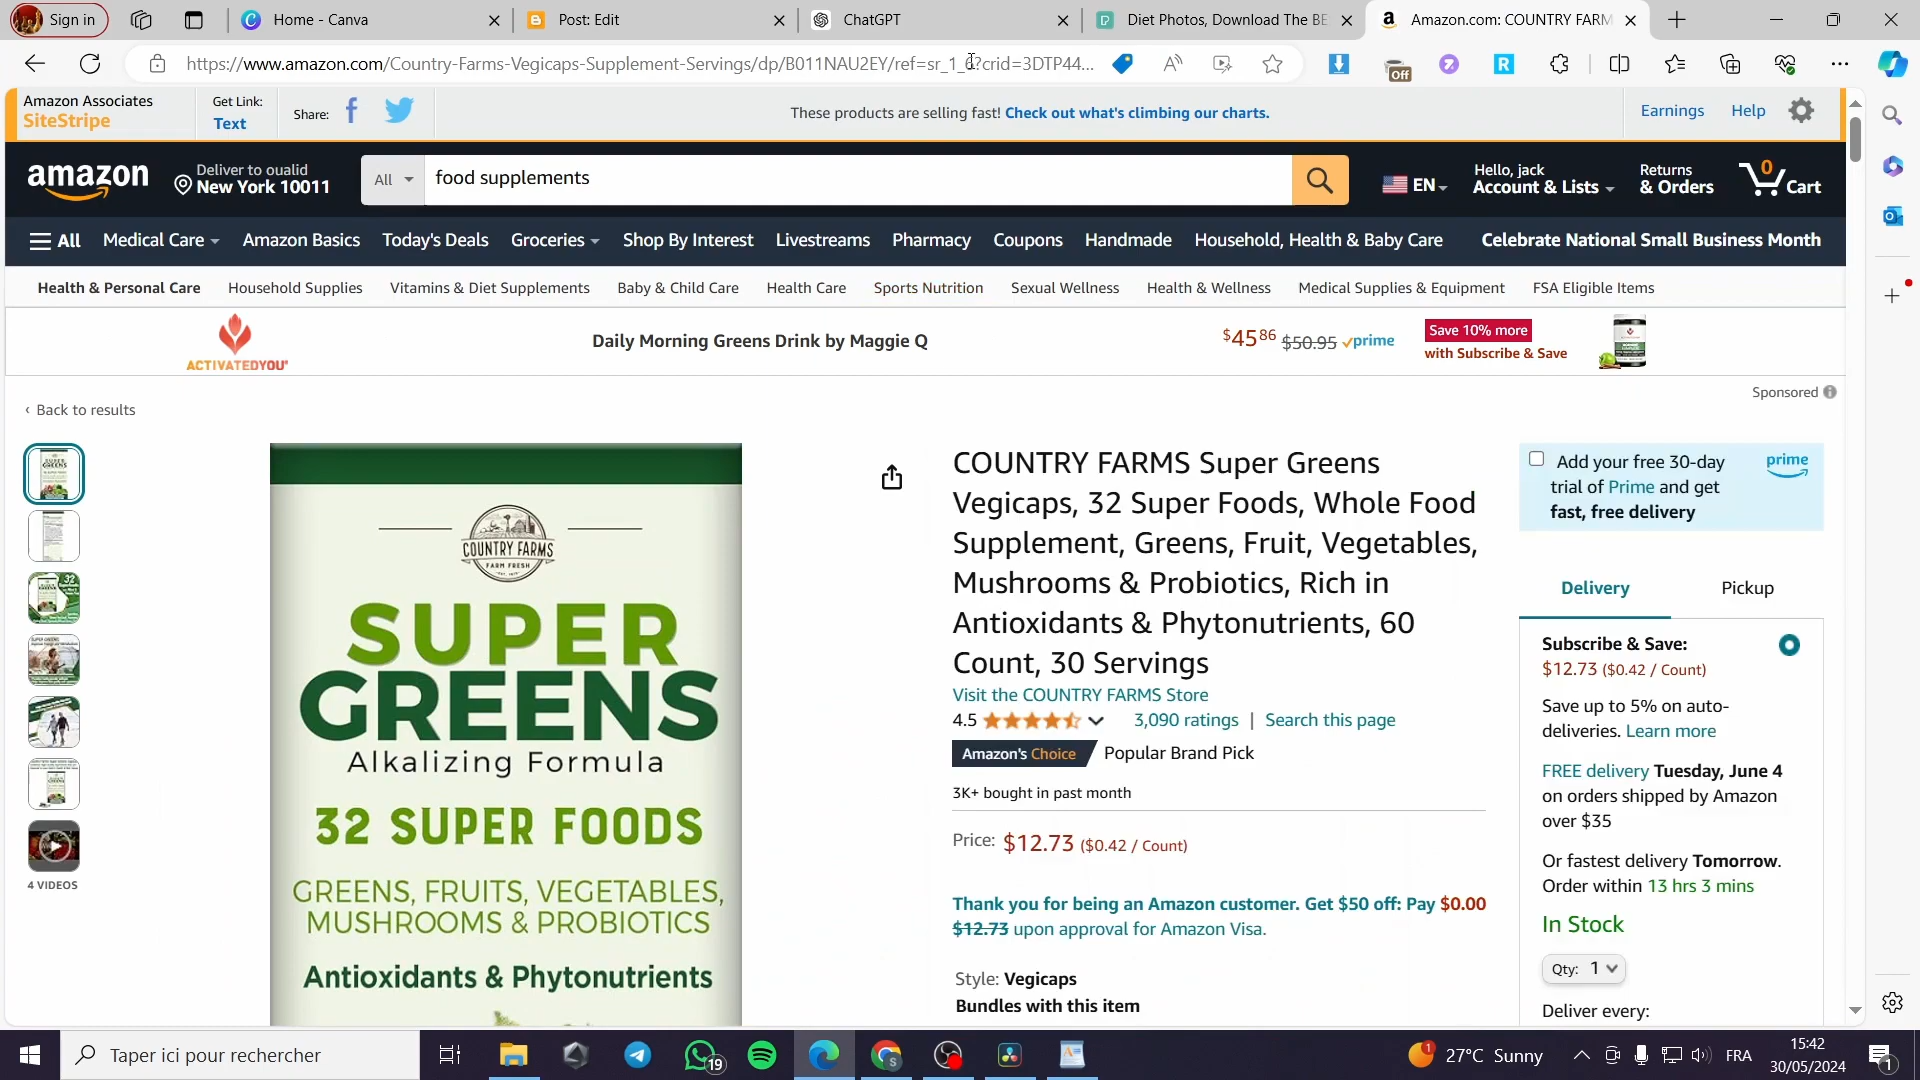 Sign in
Home - Canva
Post: Edit
ChatGPT
Diet Photos, Download The BE
Amazon.com: COUNTRY FARM
https://www.amazon.com/Country-Farms-Vegicaps-Supplement-Servings/dp/B011NAU2EY/ref=sr_1_6?crid=3DTP44...
Off
Amazon Associates
SiteStripe
Get Link:
Text
Share:
These products are selling fast! Check out what's climbing our charts.
Earnings
Help
amazon
Deliver to oualid
New York 10011
All
food supplements
EN
Hello, jack
Account & Lists
Returns
& Orders
0
Cart
All
Medical Care
Amazon Basics
Today's Deals
Groceries
Shop By Interest
Livestreams
Pharmacy
Coupons
Handmade
Household, Health & Baby Care
Celebrate National Small Business Month
Health & Personal Care
Household Supplies
Vitamins & Diet Supplements
Baby & Child Care
Health Care
Sports Nutrition
Sexual Wellness
Health & Wellness
Medical Supplies & Equipment
FSA Eligible Items
ACTIVATEDYOU
Daily Morning Greens Drink by Maggie Q
$4586 $50.95 prime
Save 10% more
with Subscribe & Save
Sponsored
‹ Back to results
4 VIDEOS
COUNTRY FARMS
FARM FRESH
SUPER
GREENS
Alkalizing Formula
32 SUPER FOODS
GREENS, FRUITS, VEGETABLES,
MUSHROOMS & PROBIOTICS
Antioxidants & Phytonutrients
COUNTRY FARMS Super Greens
Vegicaps, 32 Super Foods, Whole Food
Supplement, Greens, Fruit, Vegetables,
Mushrooms & Probiotics, Rich in
Antioxidants & Phytonutrients, 60
Count, 30 Servings
Visit the COUNTRY FARMS Store
4.5
3,090 ratings | Search this page
Amazon's Choice
Popular Brand Pick
3K+ bought in past month
Price: $12.73 ($0.42 / Count)
Thank you for being an Amazon customer. Get $50 off: Pay $0.00
$12.73 upon approval for Amazon Visa.
Style: Vegicaps
Bundles with this item
Add your free 30-day
trial of Prime and get
fast, free delivery
prime
Delivery
Pickup
Subscribe & Save:
$12.73 ($0.42 / Count)
Save up to 5% on auto-
deliveries. Learn more
FREE delivery Tuesday, June 4
on orders shipped by Amazon
over $35
Or fastest delivery Tomorrow.
Order within 13 hrs 3 mins
In Stock
Qty: 1
Deliver every:
Taper ici pour rechercher
19
1
27°C Sunny
FRA
15:42
30/05/2024
1